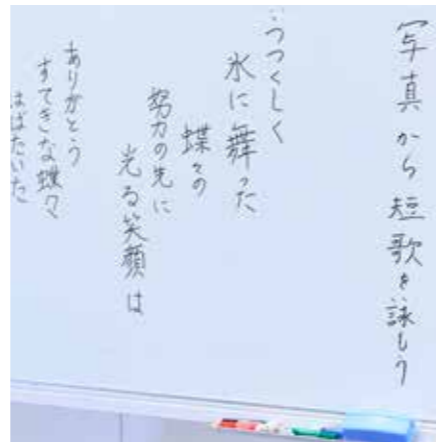 写真から短歌を詠もう
うつくしく
氷に舞った
蝶々の
努力の先に
光る笑顔は
ありがとう
すてきな蝶々
はばたいた